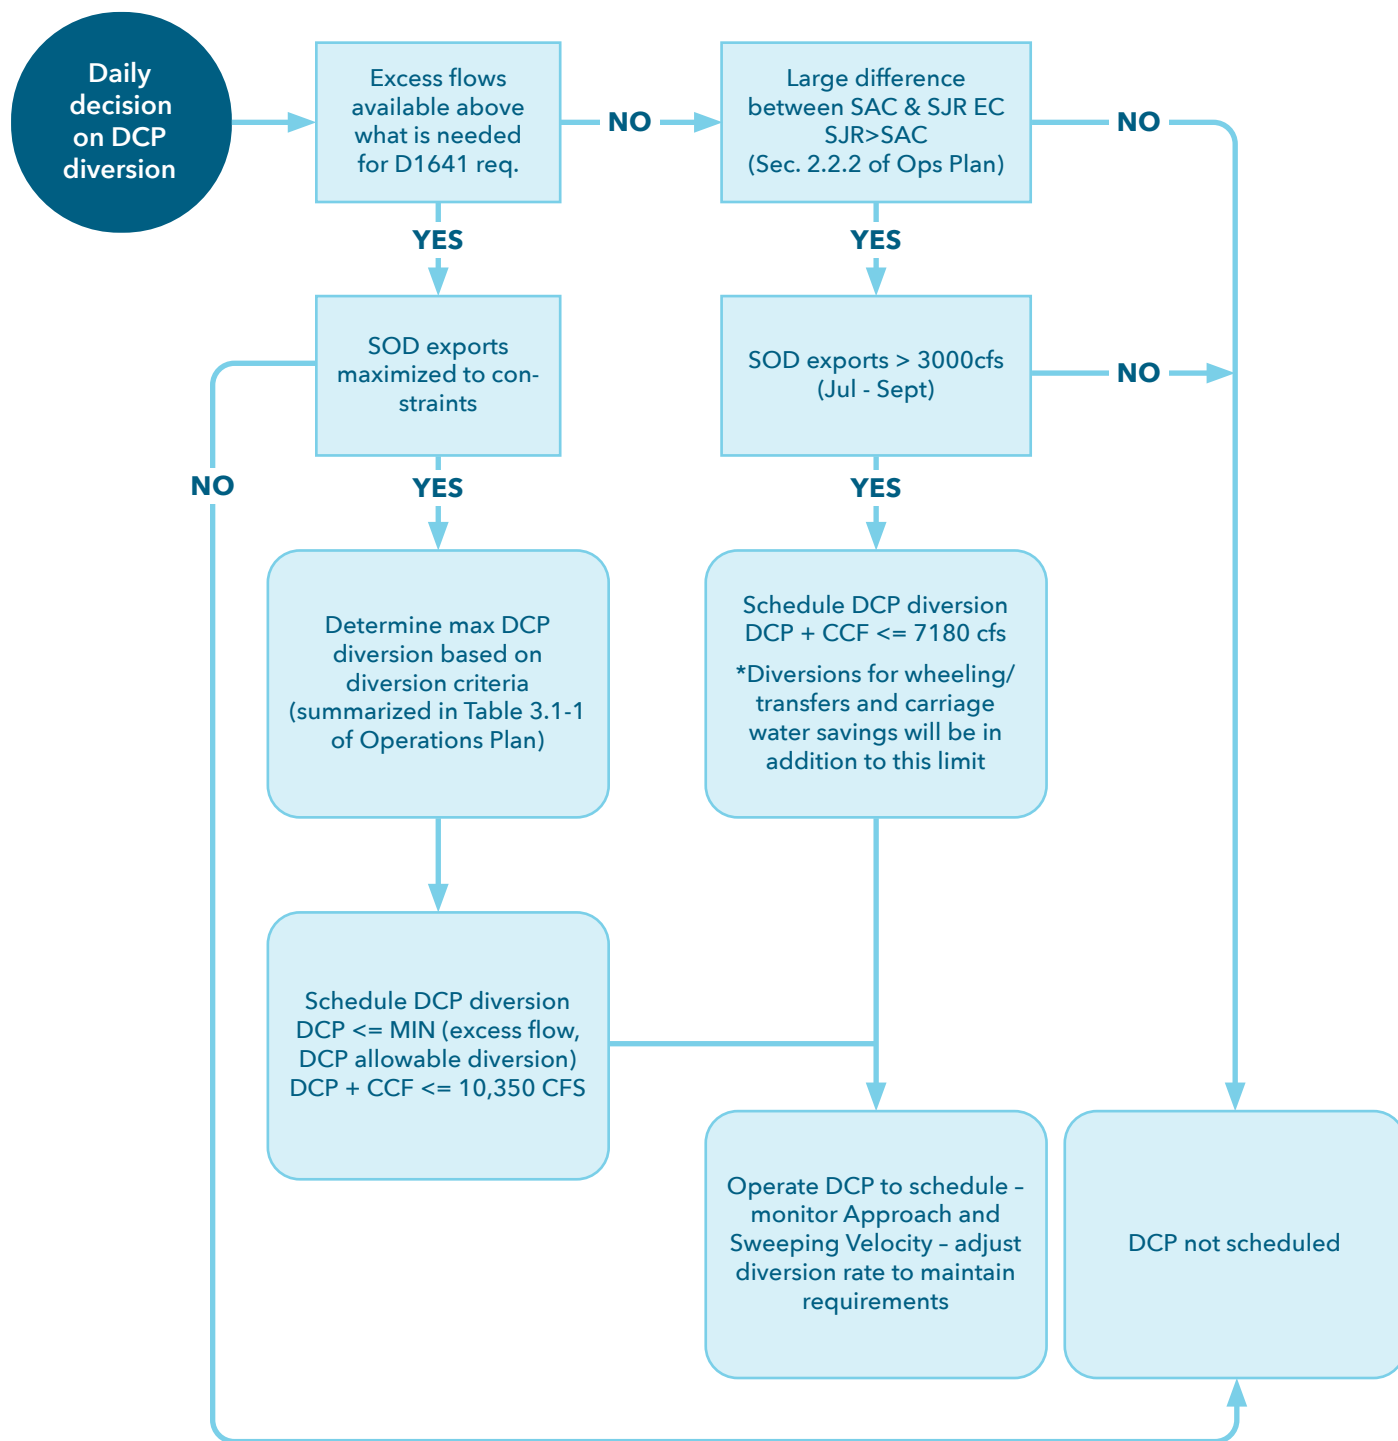 Daily
decision
on DCP
diversion
Excess flows
available above
what is needed
for D1641 req.
NO
Large difference
between SAC & SJR EC
SJR>SAC
(Sec. 2.2.2 of Ops Plan)
NO
YES
YES
SOD exports
maximized to con-
straints
SOD exports > 3000cfs
(Jul - Sept)
NO
NO
YES
YES
Determine max DCP
diversion based on
diversion criteria
(summarized in Table 3.1-1
of Operations Plan)
Schedule DCP diversion
DCP + CCF <= 7180 cfs
*Diversions for wheeling/
transfers and carriage
water savings will be in
addition to this limit
Schedule DCP diversion
DCP <= MIN (excess flow,
DCP allowable diversion)
DCP + CCF <= 10,350 CFS
Operate DCP to schedule –
monitor Approach and
Sweeping Velocity – adjust
diversion rate to maintain
requirements
DCP not scheduled